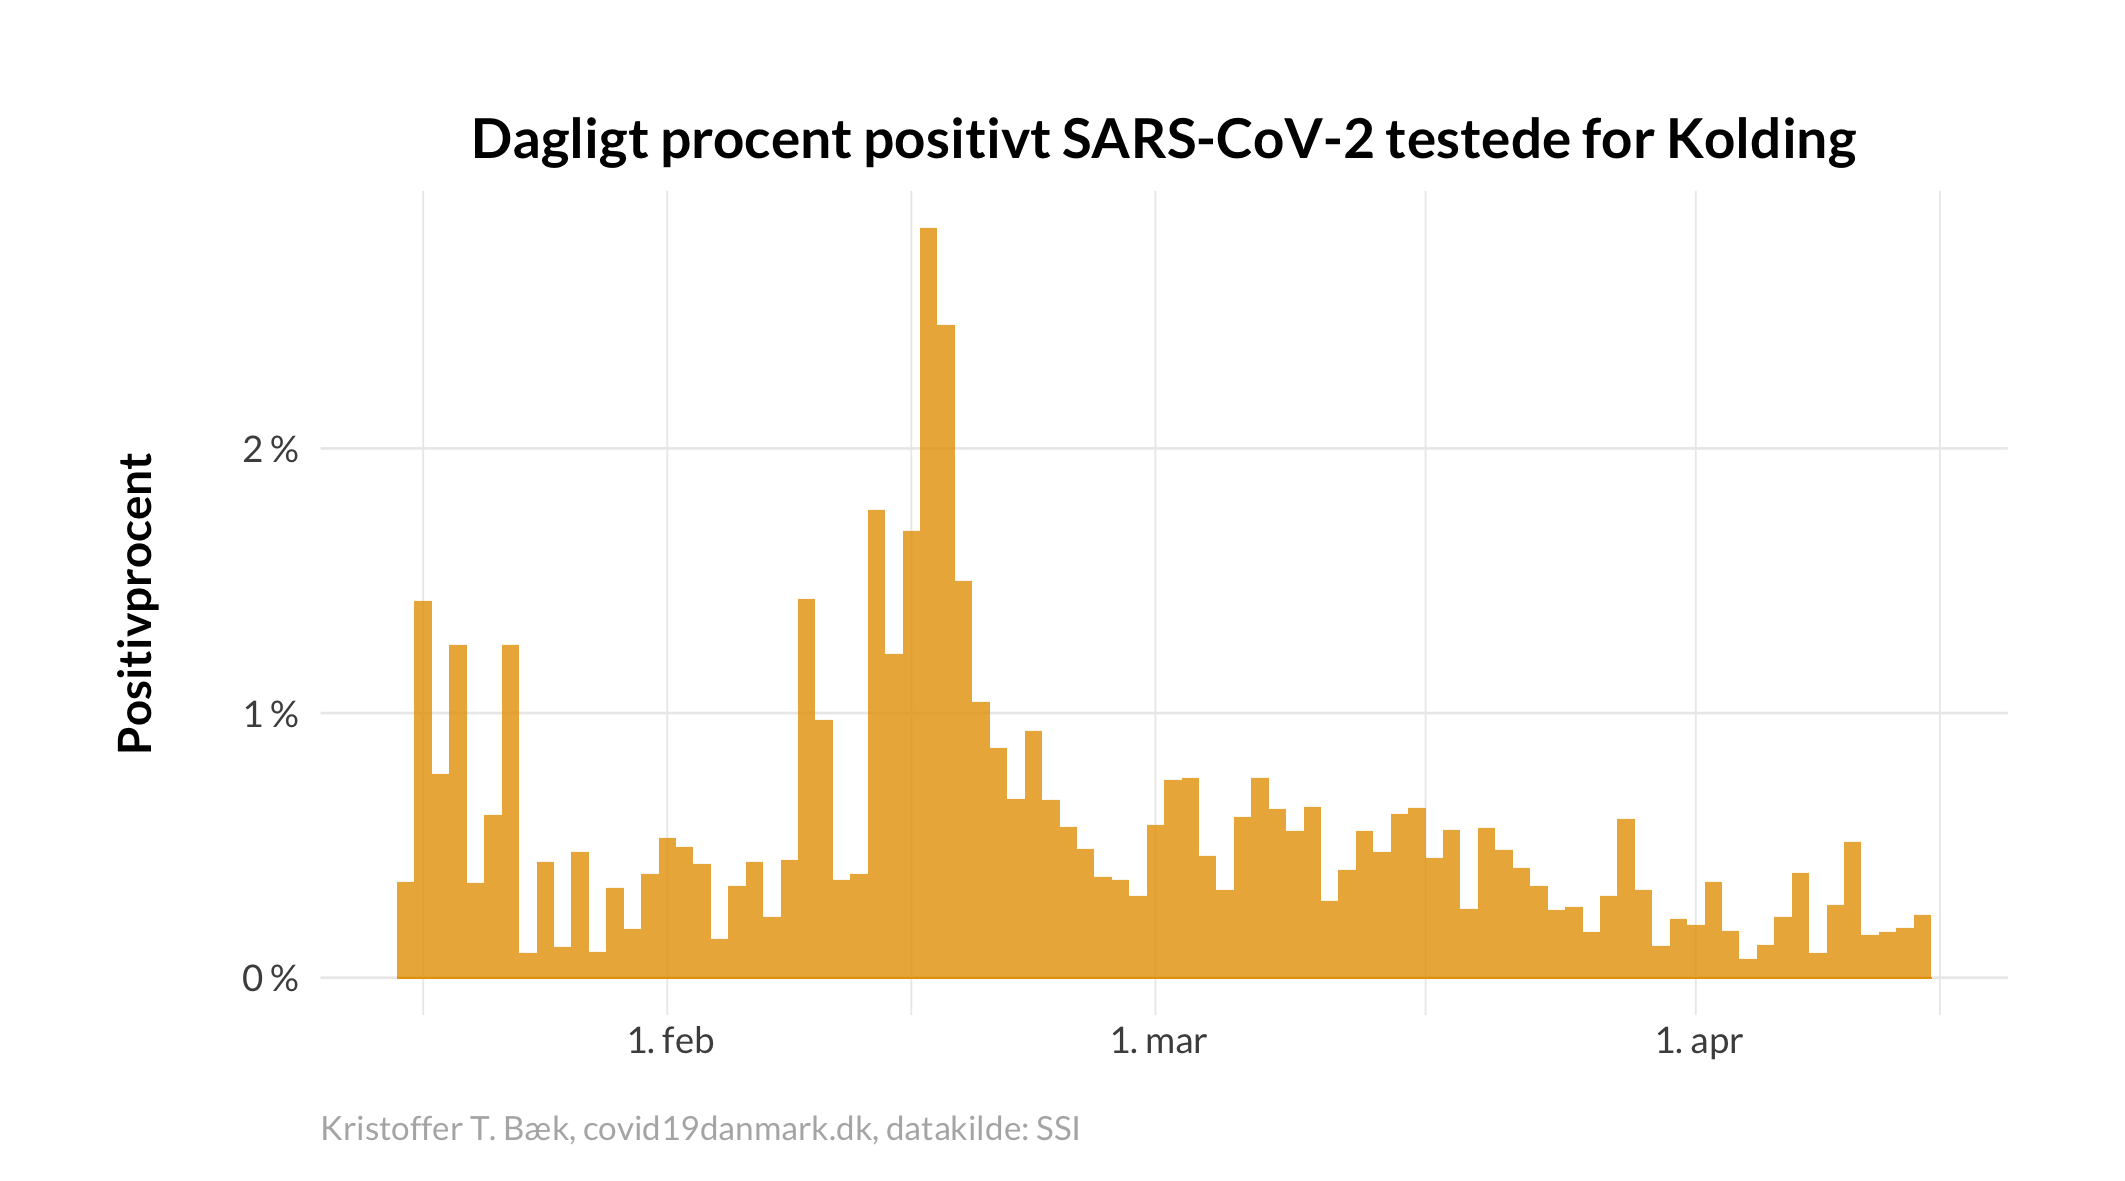 Dagligt procent positivt SARS-CoV-2 testede for Kolding
Positivprocent
2 %
1 %
0 %
1. feb
1. mar
1. apr
Kristoffer T. Bæk, covid19danmark.dk, datakilde: SSI